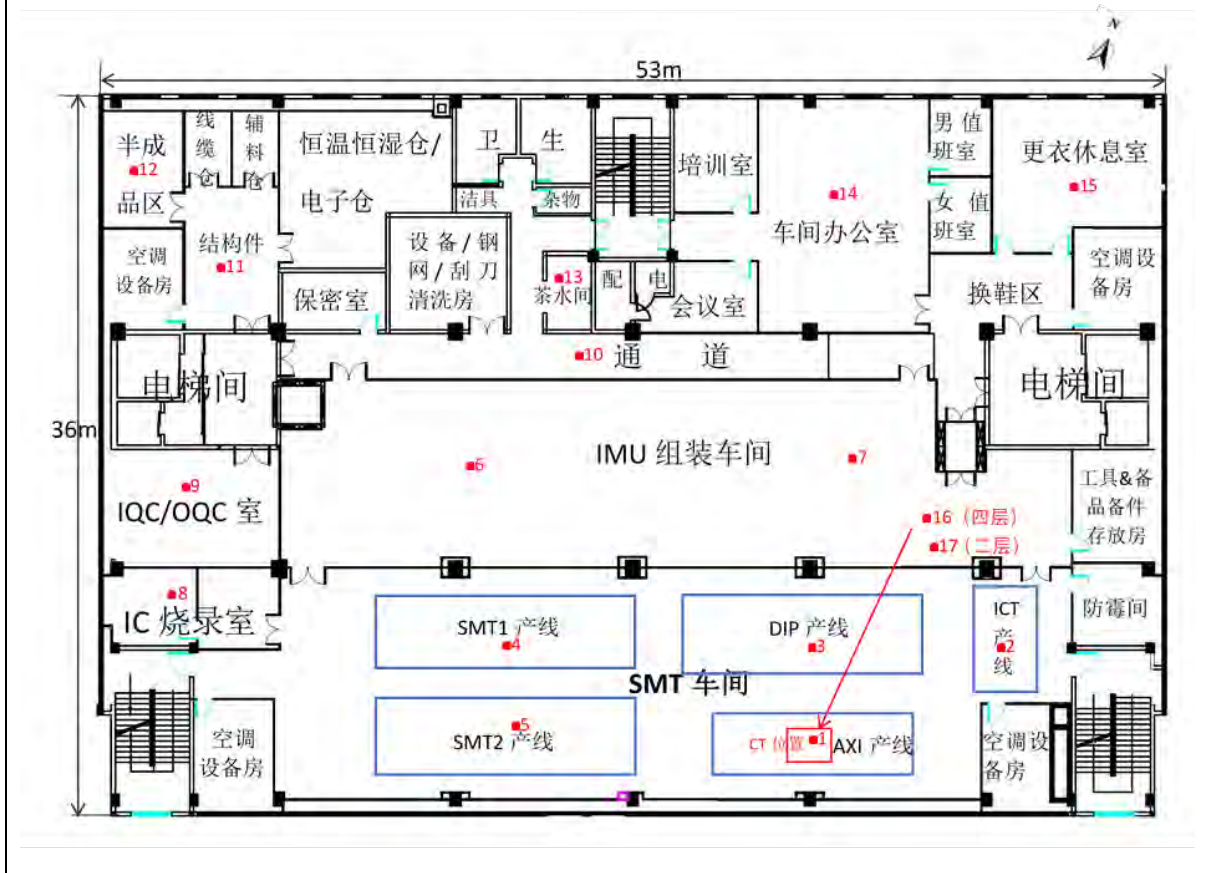 N
53m
36m
半成
品区
12
线
缆
仓
辅
料
仓
恒温恒湿仓/
电子仓
卫 生
洁具
杂物
培训室
14
车间办公室
男 值
班室
女 值
班室
更衣休息室
15
空调
设备房
结构件
11
保密室
设 备 / 钢
网 / 刮 刀
清洗房
13
茶水间
配 电
会议室
换鞋区
空调设
备房
10 通 道
电梯间
电梯间
6
IMU 组装车间
7
9
IQC/OQC 室
工具&备
品备件
存放房
16（四层）
17（二层）
8
IC 烧录室
SMT1 产线
4
DIP 产线
3
ICT
产
2
线
防霉间
SMT 车间
空调
设备房
5
SMT2 产线
CT 位置
1
AXI 产线
空调设
备房